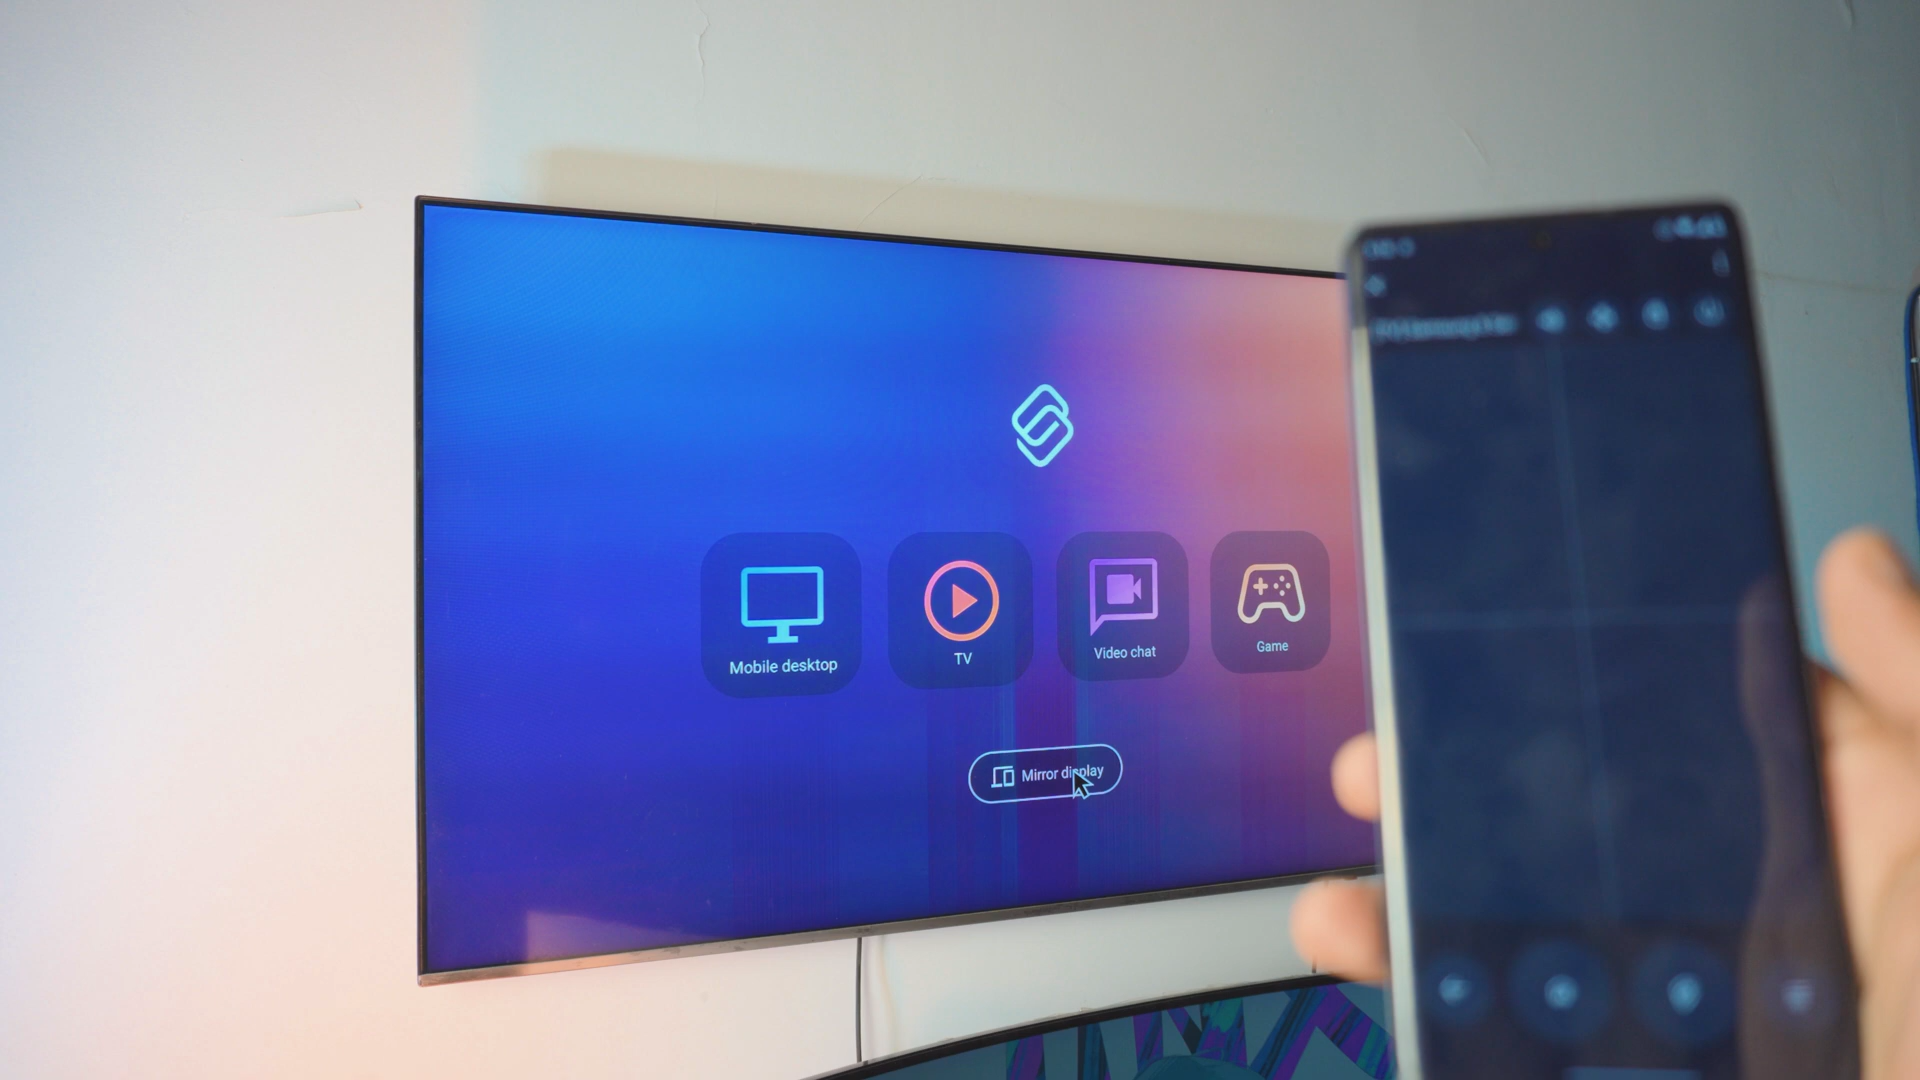 Mobile desktop
TV
Video chat
Game
Mirror display